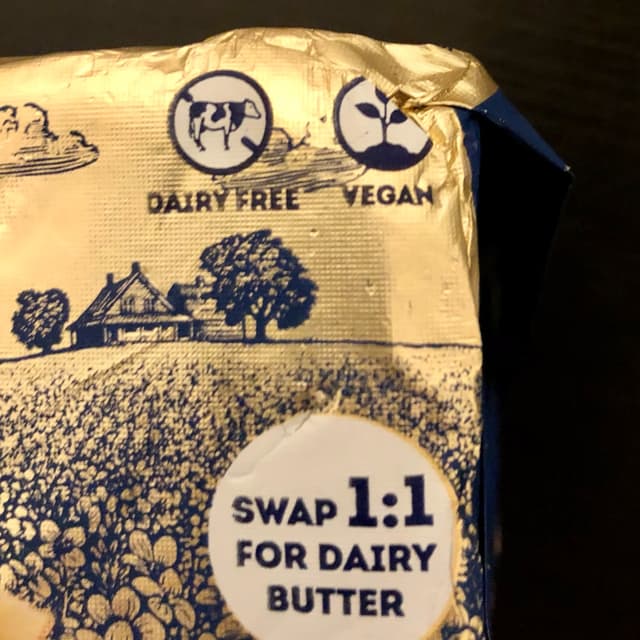 DAIRY FREE VEGAN
SWAP 1:1
FOR DAIRY
BUTTER